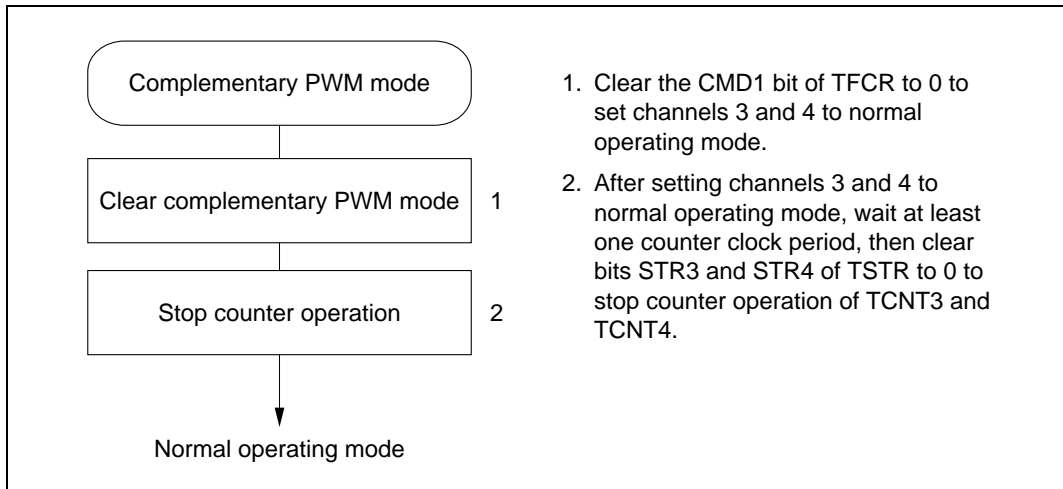 Complementary PWM mode
Clear complementary PWM mode 1
Stop counter operation 2
Normal operating mode
1. Clear the CMD1 bit of TFCR to 0 to
set channels 3 and 4 to normal
operating mode.
2. After setting channels 3 and 4 to
normal operating mode, wait at least
one counter clock period, then clear
bits STR3 and STR4 of TSTR to 0 to
stop counter operation of TCNT3 and
TCNT4.